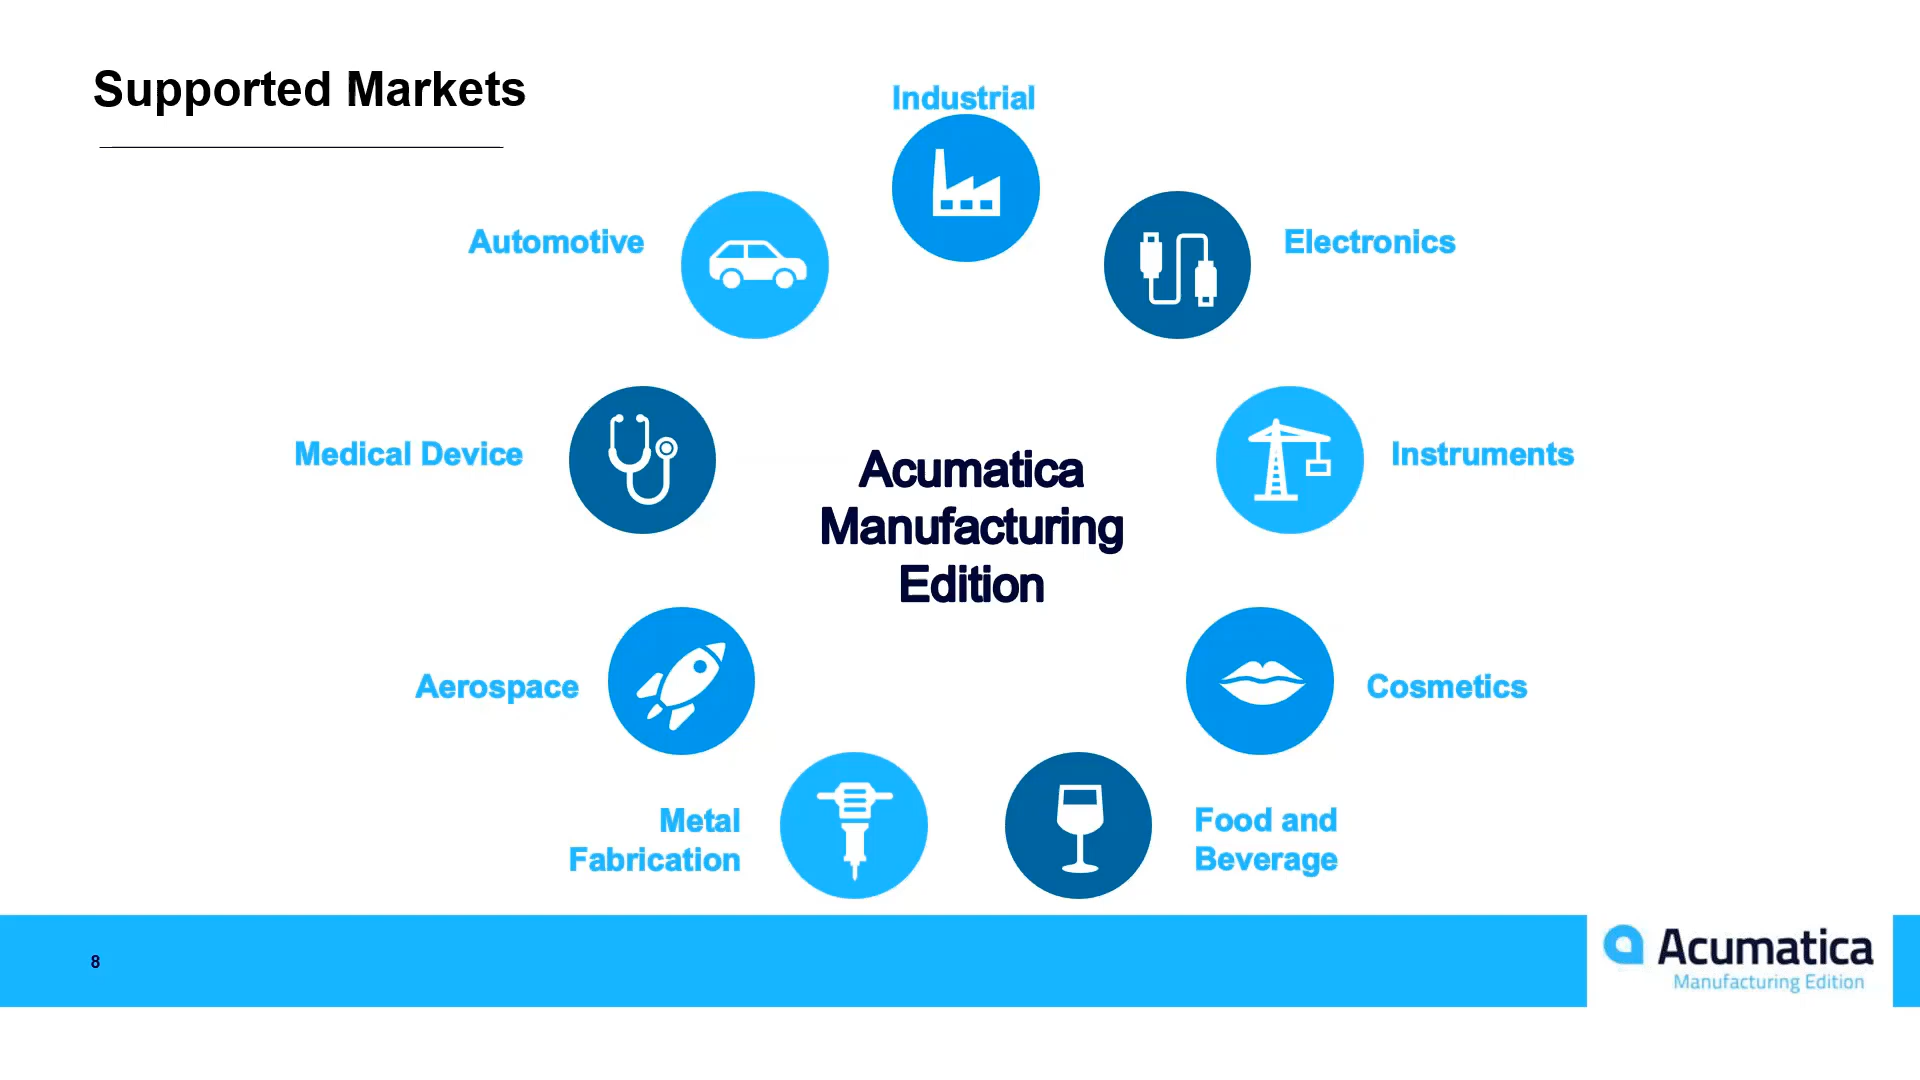 Supported Markets
Industrial
Automotive
Electronics
Medical Device
Instruments
Acumatica
Manufacturing
Edition
Aerospace
Cosmetics
Metal
Fabrication
Food and
Beverage
8
Acumatica
Manufacturing Edition